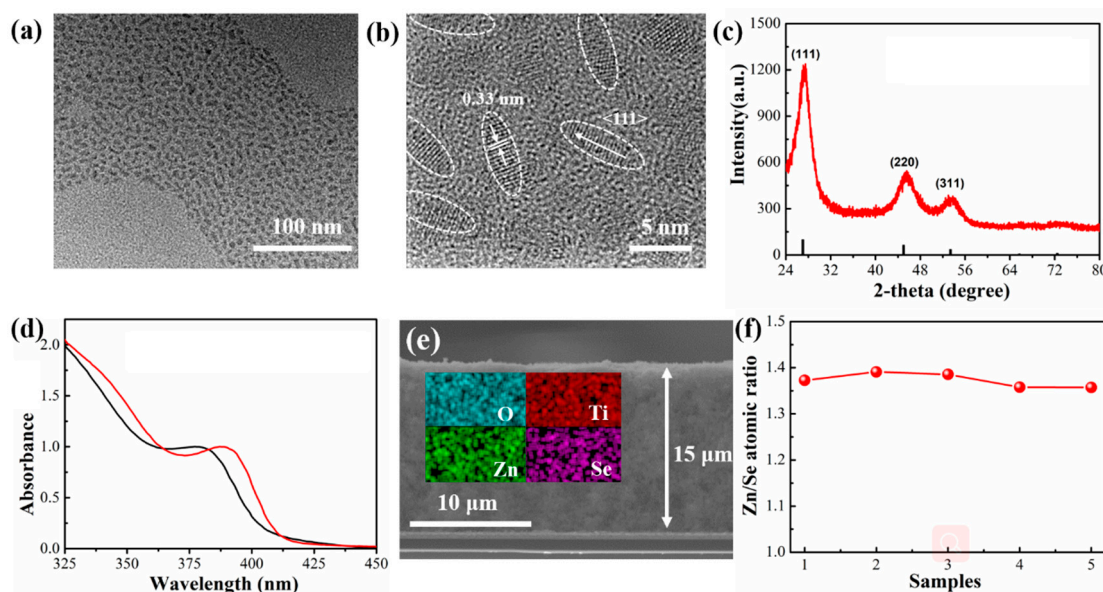 (a)
100 nm
(b)
0.33 nm
<111>
5 nm
(c)
Intensity(a.u.)
1500
1200
900
600
300
0
(111)
(220)
(311)
24 32 40 48 56 64 72 80
2-theta (degree)
(d)
Absorbance
2.0
1.5
1.0
0.5
0.0
325 350 375 400 425 450
Wavelength (nm)
(e)
O Ti
Zn Se
15 μm
10 μm
(f)
Zn/Se atomic ratio
1.5
1.4
1.3
1.2
1.1
1.0
1 2 3 4 5
Samples